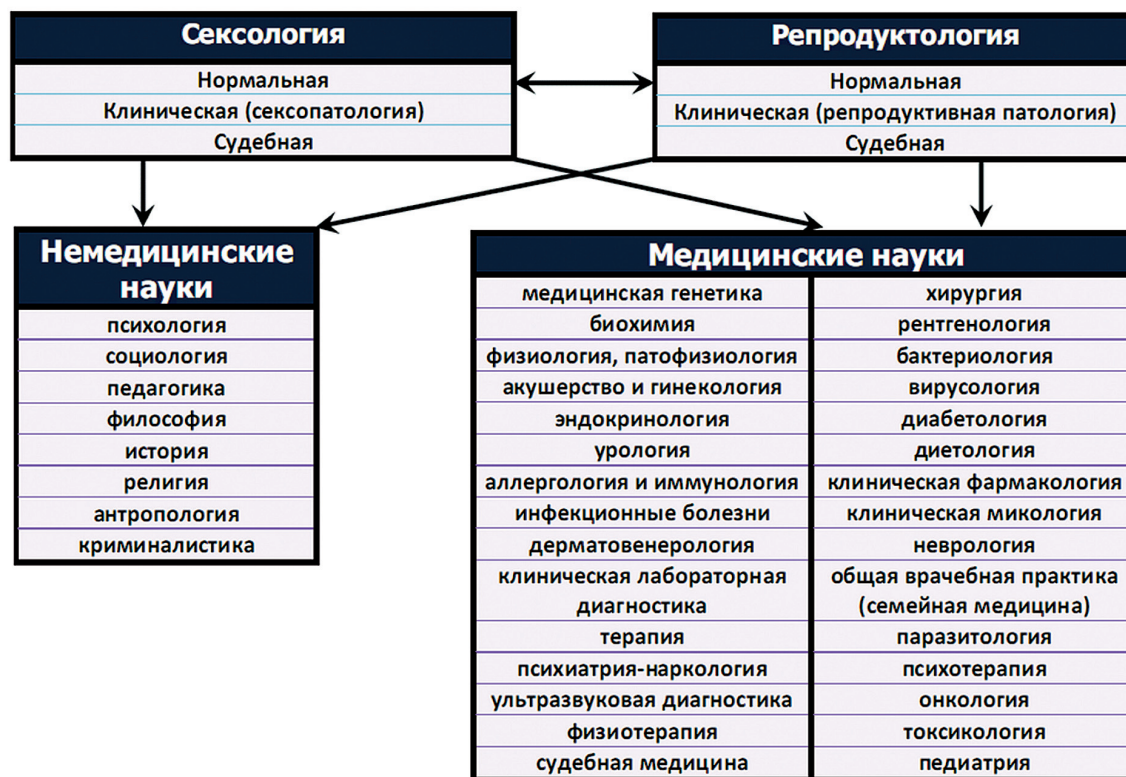 Сексология
Нормальная
Клиническая (сексопатология)
Судебная
Репродуктология
Нормальная
Клиническая (репродуктивная патология)
Судебная
Немедицинские
науки
психология
социология
педагогика
философия
история
религия
антропология
криминалистика
Медицинские науки
медицинская генетика
биохимия
физиология, патофизиология
акушерство и гинекология
эндокринология
урология
аллергология и иммунология
инфекционные болезни
дерматовенерология
клиническая лабораторная
диагностика
терапия
психиатрия-наркология
ультразвуковая диагностика
физиотерапия
судебная медицина
хирургия
рентгенология
бактериология
вирусология
диабетология
диетология
клиническая фармакология
клиническая микология
неврология
общая врачебная практика
(семейная медицина)
паразитология
психотерапия
онкология
токсикология
педиатрия